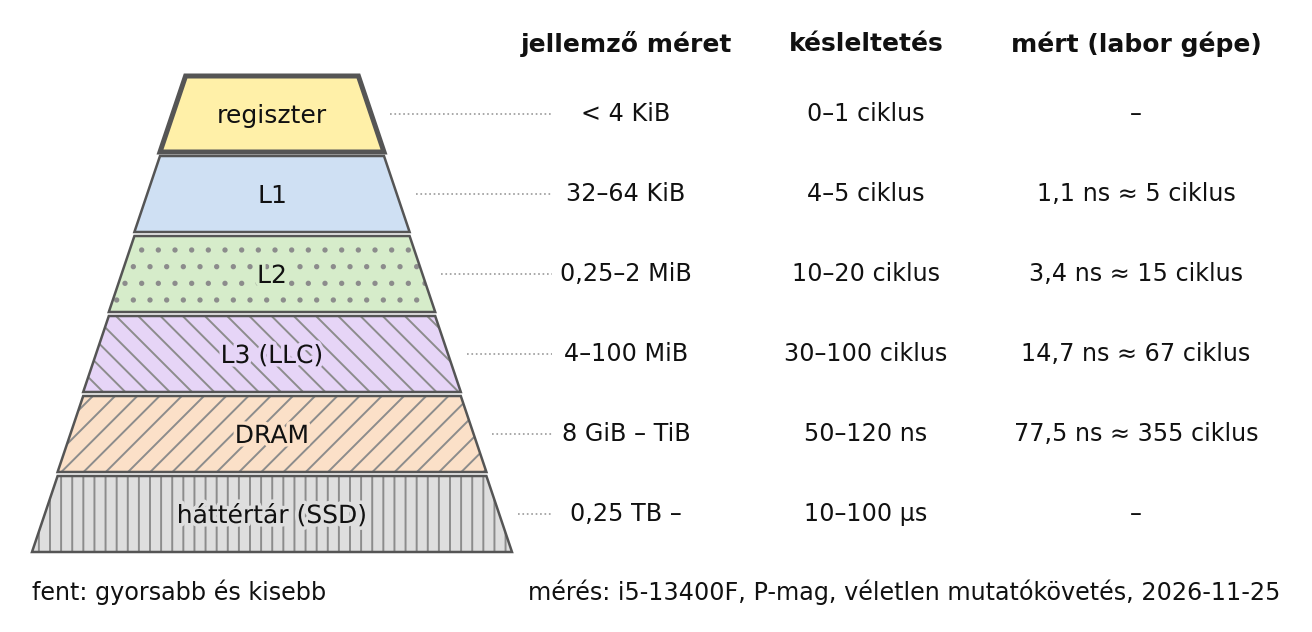 jellemző méret késleltetés mért (labor gépe)
regiszter < 4 KiB 0–1 ciklus –
L1 32–64 KiB 4–5 ciklus 1,1 ns ≈ 5 ciklus
L2 0,25–2 MiB 10–20 ciklus 3,4 ns ≈ 15 ciklus
L3 (LLC) 4–100 MiB 30–100 ciklus 14,7 ns ≈ 67 ciklus
DRAM 8 GiB – TiB 50–120 ns 77,5 ns ≈ 355 ciklus
háttértár (SSD) 0,25 TB – 10–100 µs –
fent: gyorsabb és kisebb mérés: i5-13400F, P-mag, véletlen mutatókövetés, 2026-11-25